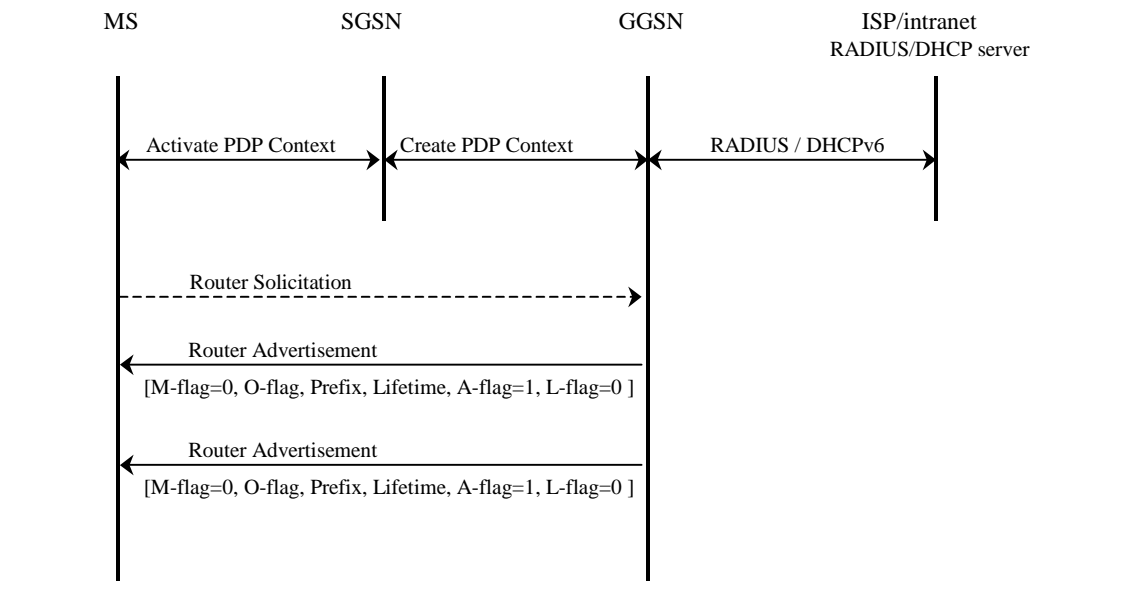 MS
SGSN
GGSN
ISP/intranet
RADIUS/DHCP server
Activate PDP Context
Create PDP Context
RADIUS / DHCPv6
Router Solicitation
Router Advertisement
[M-flag=0, O-flag, Prefix, Lifetime, A-flag=1, L-flag=0 ]
Router Advertisement
[M-flag=0, O-flag, Prefix, Lifetime, A-flag=1, L-flag=0 ]